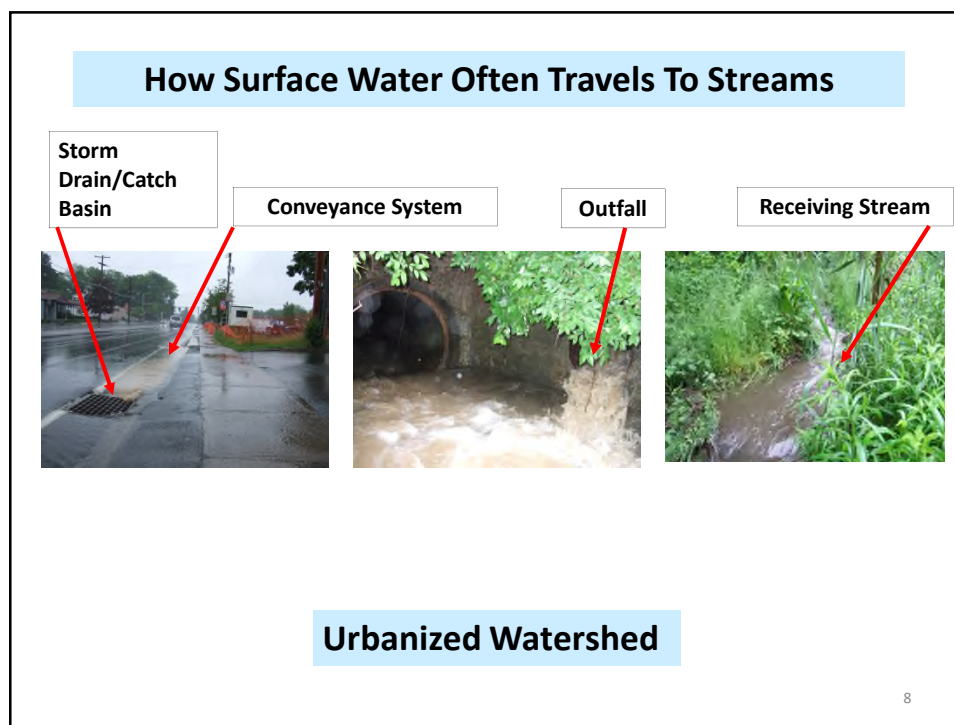 How Surface Water Often Travels To Streams
Storm
Drain/Catch
Basin
Conveyance System
Outfall
Receiving Stream
Urbanized Watershed
8